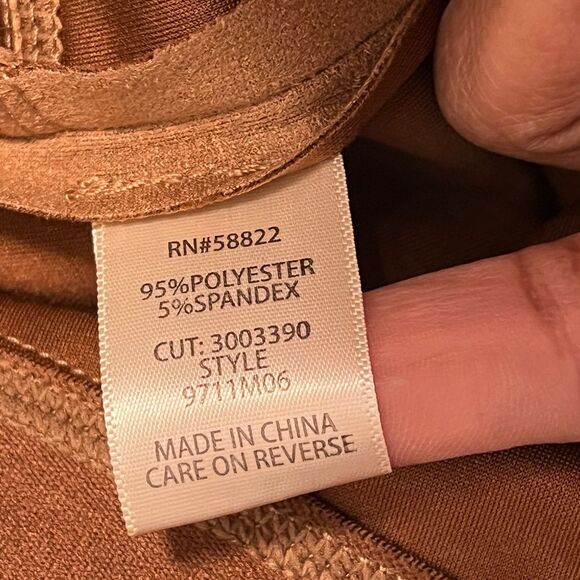 RN#58822
95%POLYESTER
5%SPANDEX
CUT: 3003390
STYLE
9711M06
MADE IN CHINA
CARE ON REVERSE